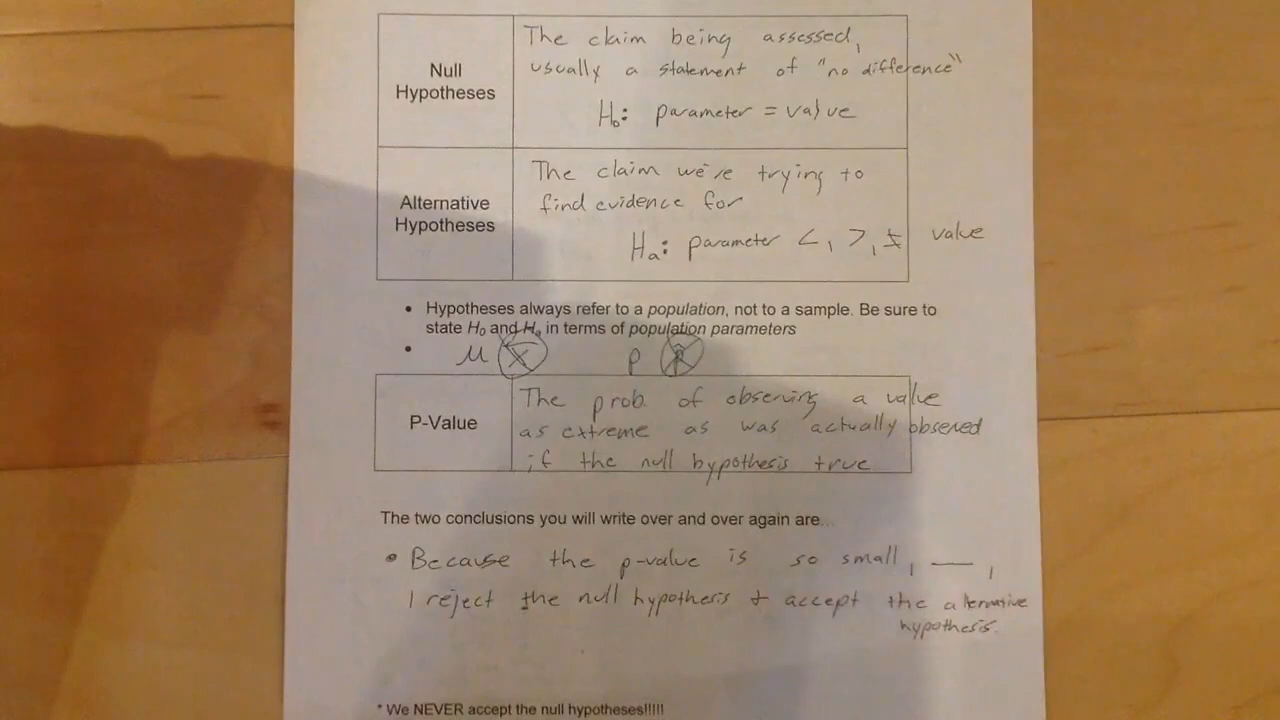 Null
Hypotheses
The claim being assessed,
usually a statement of "no difference"
H₀: parameter = value
Alternative
Hypotheses
The claim we're trying to
find evidence for
Hₐ: parameter <, >, ≠ value
• Hypotheses always refer to a population, not to a sample. Be sure to
state H₀ and Hₐ in terms of population parameters
• μ x̄ p p̂
P-Value
The prob. of observing a value
as extreme as was actually observed
if the null hypothesis true
The two conclusions you will write over and over again are...
• Because the p-value is so small, __,
I reject the null hypothesis + accept the alternative
hypothesis.
* We NEVER accept the null hypotheses!!!!!